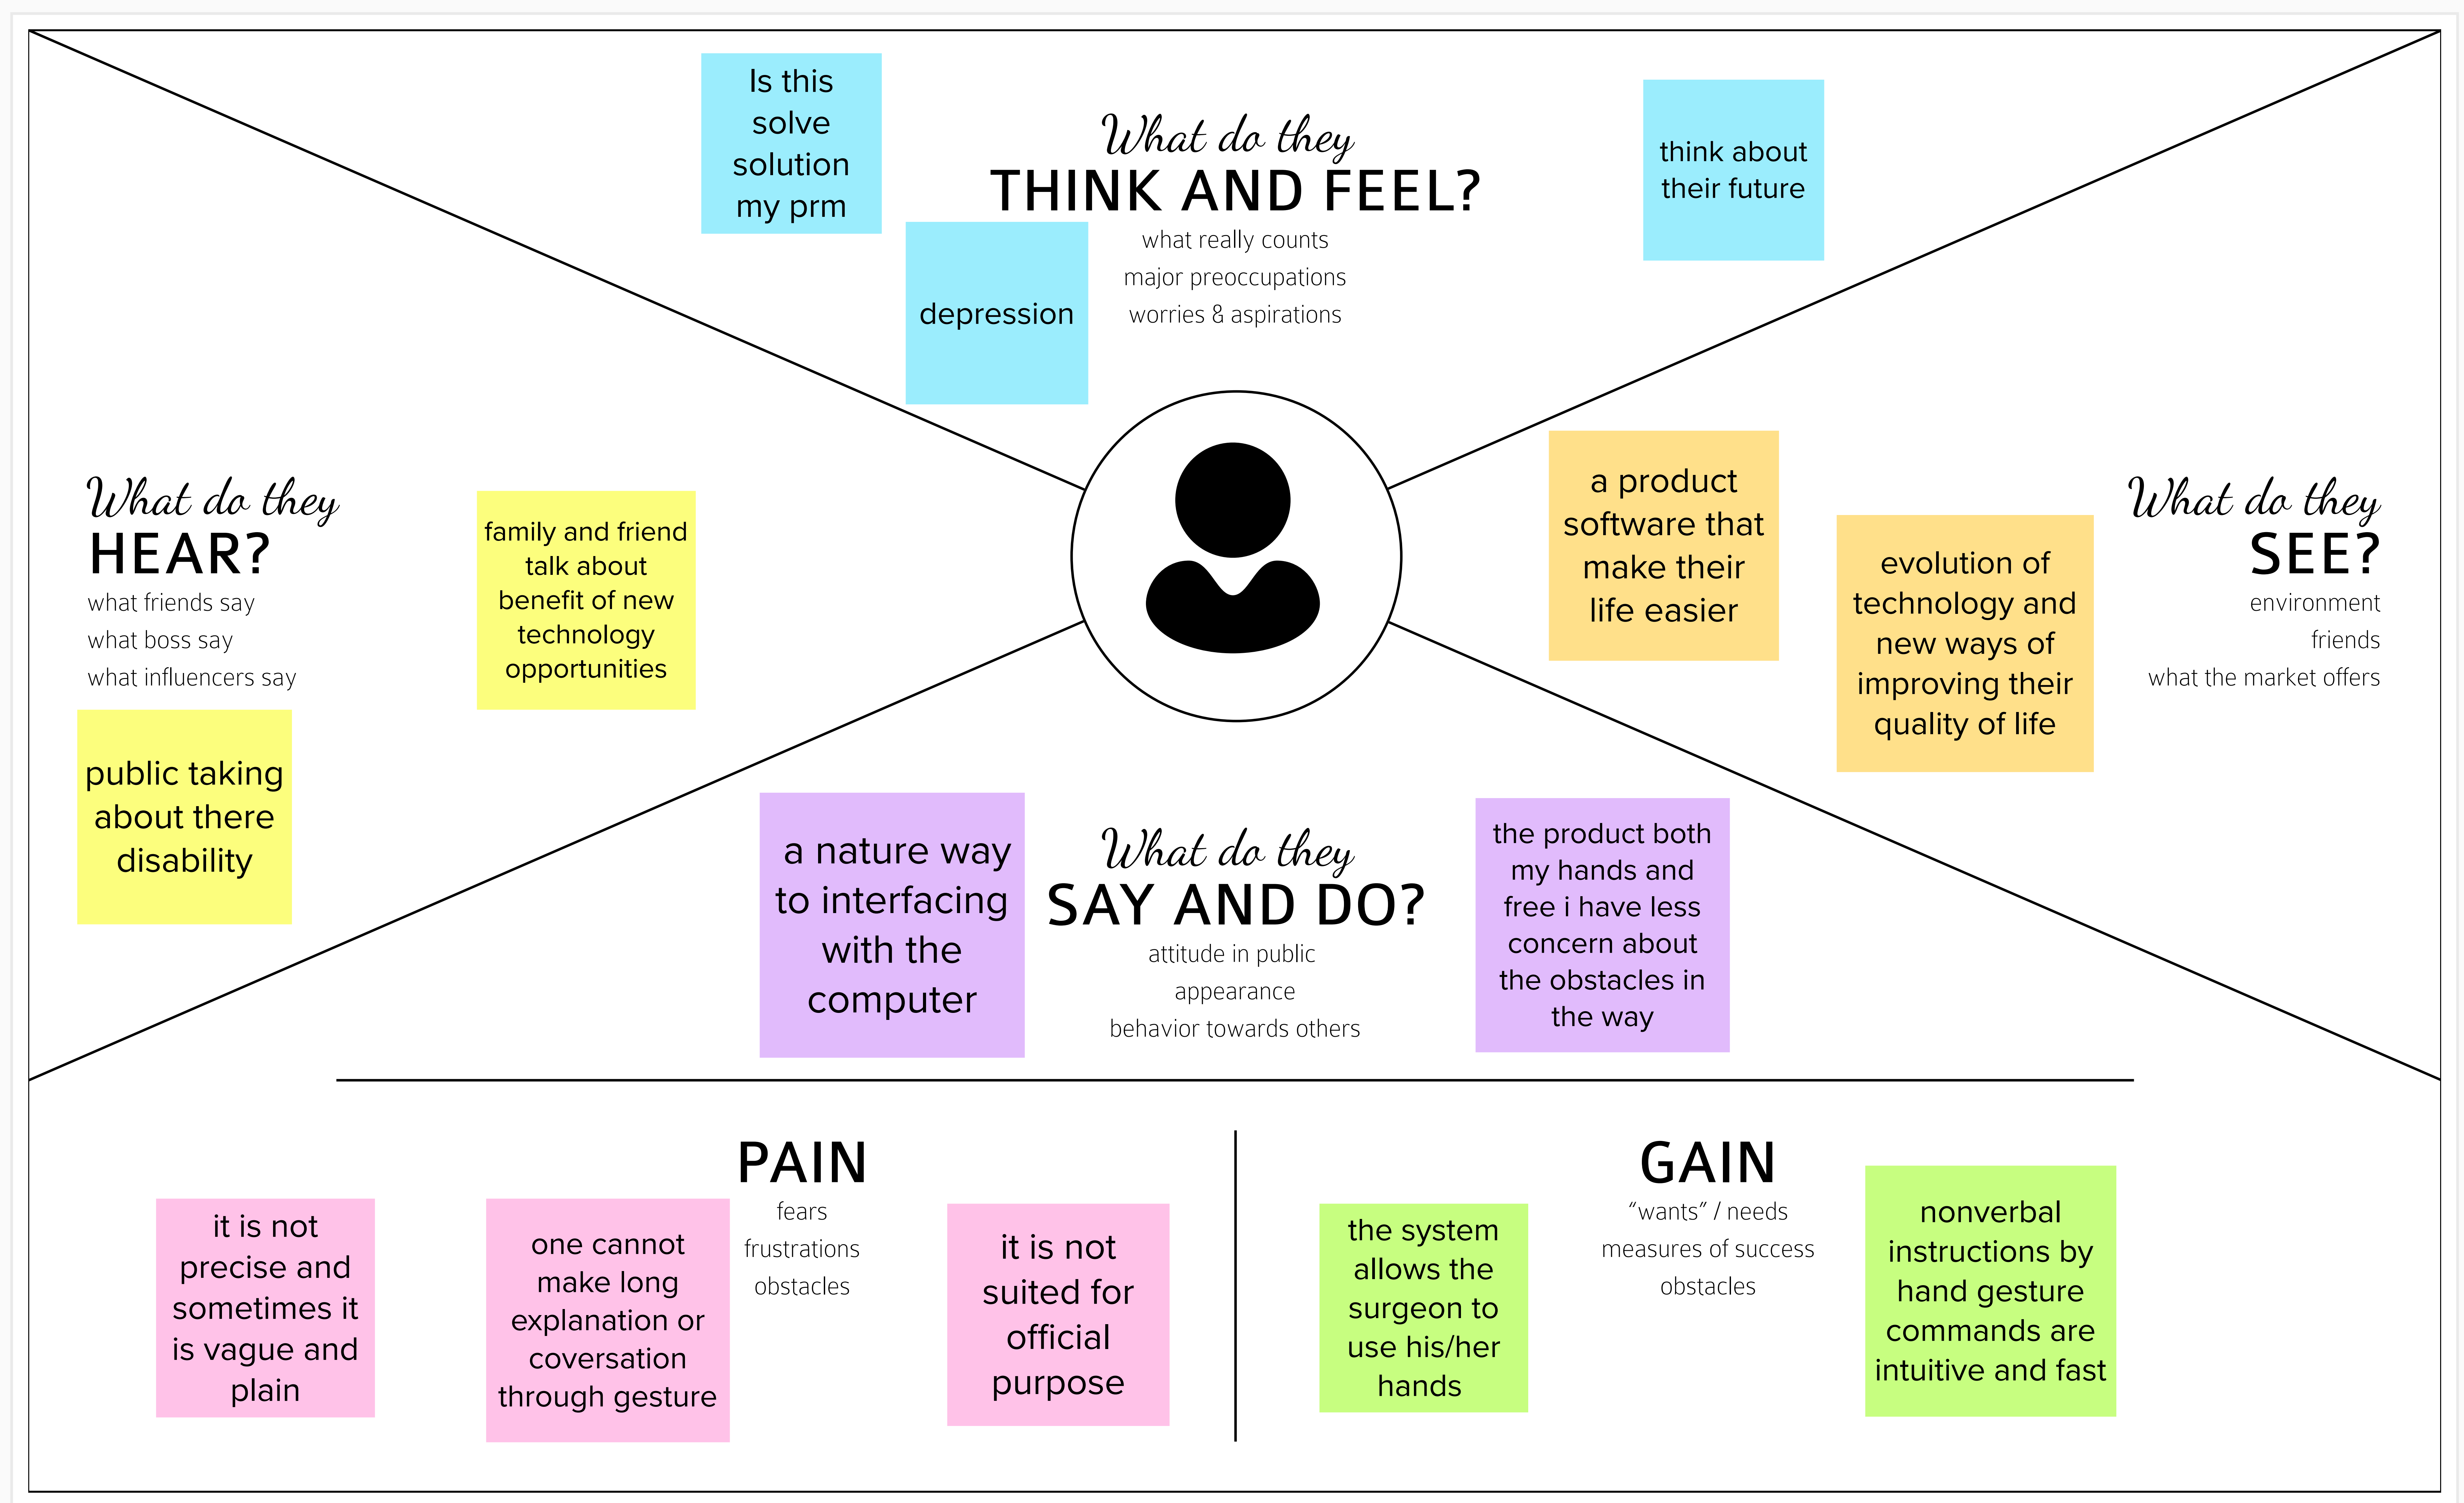 Is this
solve
solution
my prm
What do they
THINK AND FEEL?
what really counts
major preoccupations
worries & aspirations
depression
think about
their future
What do they
HEAR?
what friends say
what boss say
what influencers say
family and friend
talk about
benefit of new
technology
opportunities
public taking
about there
disability
a product
software that
make their
life easier
evolution of
technology and
new ways of
improving their
quality of life
What do they
SEE?
environment
friends
what the market offers
a nature way
to interfacing
with the
computer
What do they
SAY AND DO?
attitude in public
appearance
behavior towards others
the product both
my hands and
free i have less
concern about
the obstacles in
the way
PAIN
fears
frustrations
obstacles
it is not
precise and
sometimes it
is vague and
plain
one cannot
make long
explanation or
coversation
through gesture
it is not
suited for
official
purpose
GAIN
“wants” / needs
measures of success
obstacles
the system
allows the
surgeon to
use his/her
hands
nonverbal
instructions by
hand gesture
commands are
intuitive and fast